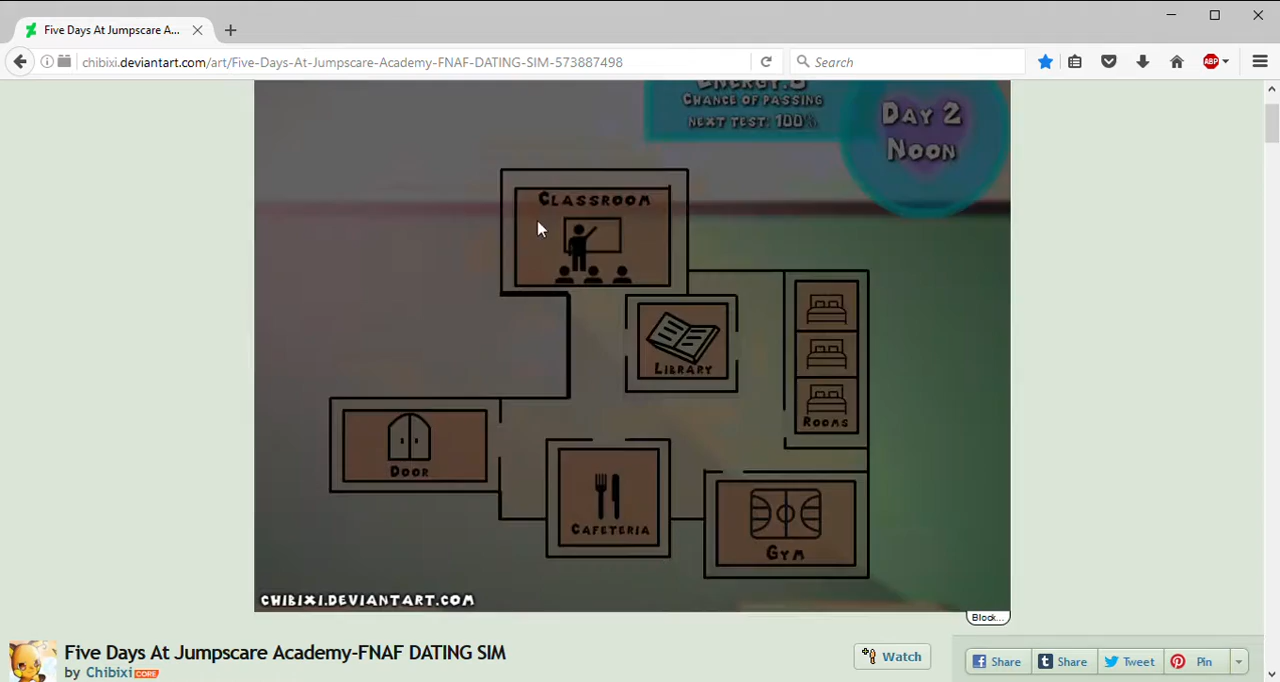 Five Days At Jumpscare A...
chibixi.deviantart.com/art/Five-Days-At-Jumpscare-Academy-FNAF-DATING-SIM-573887498
Search
ABP
CHANCE OF PASSING
NEXT TEST: 100%
DAY 2
NOON
CLASSROOM
LIBRARY
ROOMS
DOOR
CAFETERIA
GYM
CHIBIXI.DEVIANTART.COM
Block...
Five Days At Jumpscare Academy-FNAF DATING SIM
by Chibixi CORE
Watch
Share
Share
Tweet
Pin